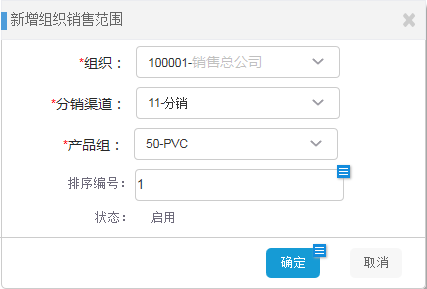 新增组织销售范围
*组织： 100001-销售总公司
*分销渠道： 11-分销
*产品组： 50-PVC
排序编号： 1
状态： 启用
确定 取消